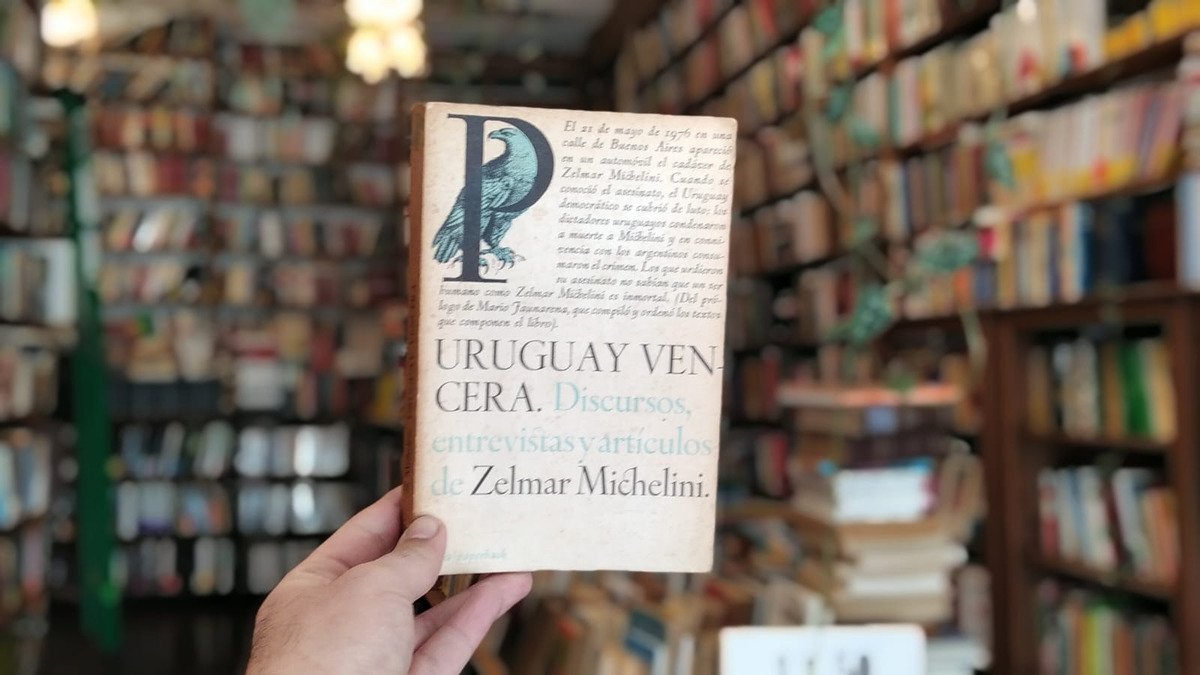 P
El 21 de mayo de 1976 en una
calle de Buenos Aires apareció
en un automóvil el cadáver de
Zelmar Michelini. Cuando se
conoció el asesinato, el Uruguay
democrático se cubrió de luto: los
dictadores uruguayos condenaron
a muerte a Michelini y en conni-
vencia con los argentinos consu-
maron el crimen. Los que urdieron
su asesinato no sabían que un ser
humano como Zelmar Michelini es inmortal. (Del pró-
logo de Mario Jaunarena, que compiló y ordenó los textos
que componen el libro).
URUGUAY VEN-
CERA. Discursos,
entrevistas y artículos
de Zelmar Michelini.
paperback